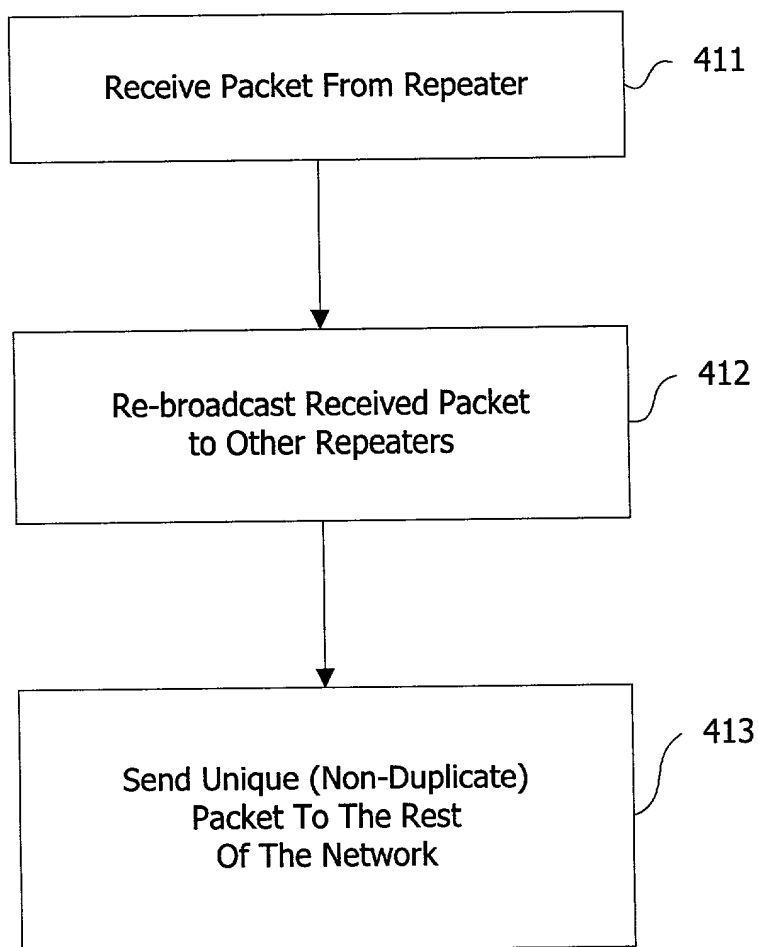 Receive Packet From Repeater
411
Re-broadcast Received Packet
to Other Repeaters
412
Send Unique (Non-Duplicate)
Packet To The Rest
Of The Network
413